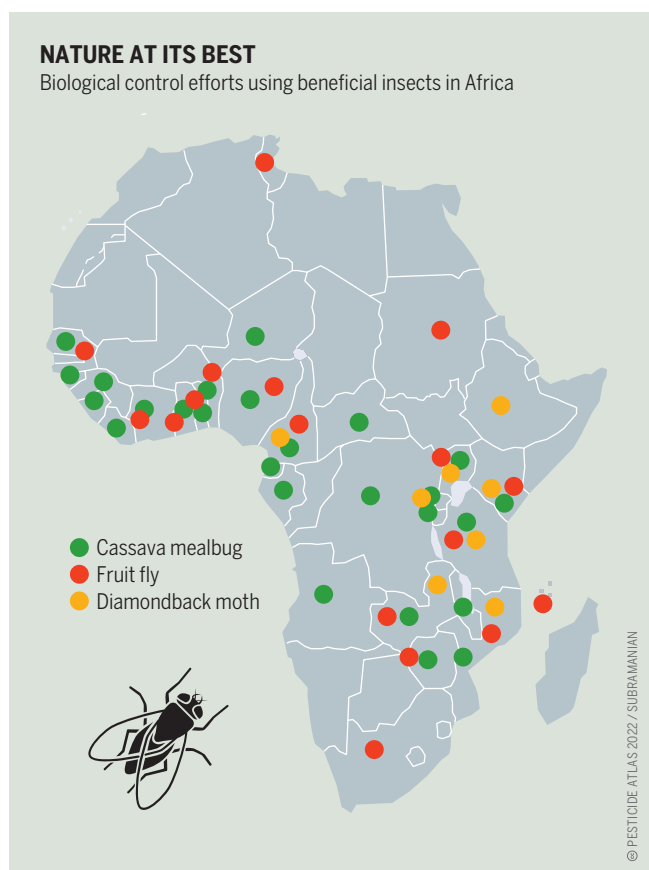 NATURE AT ITS BEST
Biological control efforts using beneficial insects in Africa
Cassava mealbug
Fruit fly
Diamondback moth
PESTICIDE ATLAS 2022 / SUBRAMANIAN